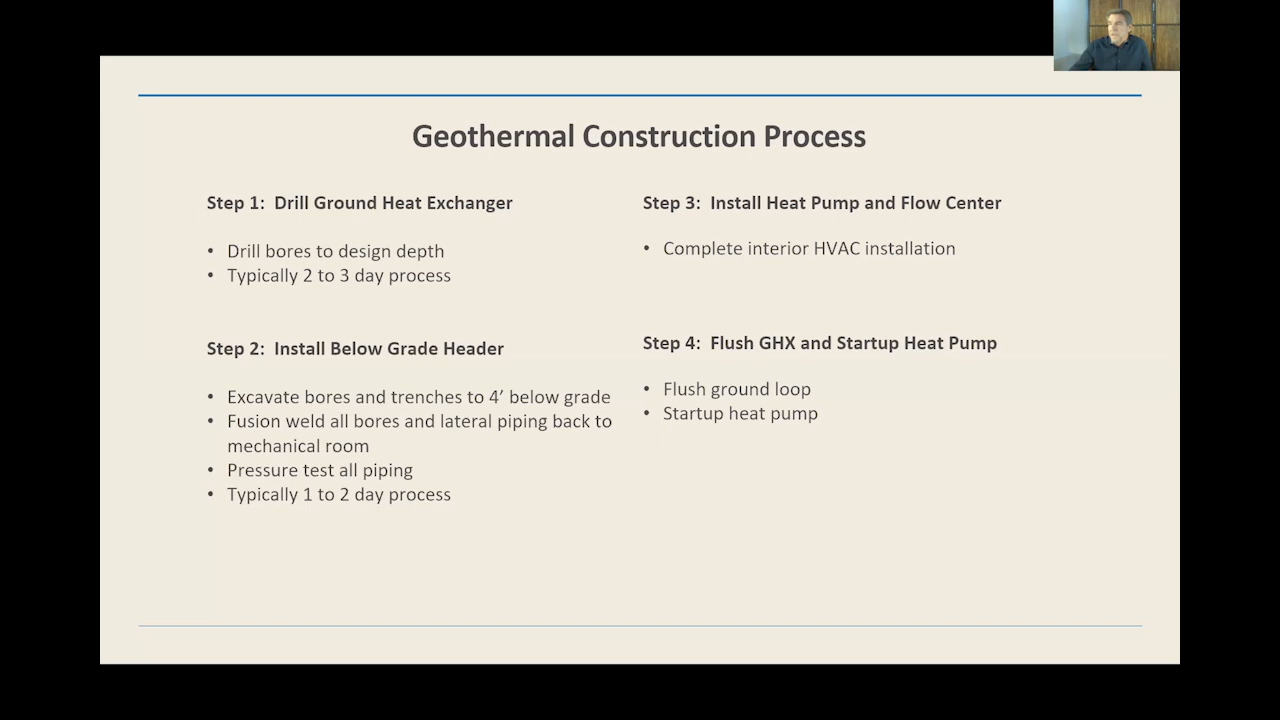 Geothermal Construction Process
Step 1: Drill Ground Heat Exchanger
• Drill bores to design depth
• Typically 2 to 3 day process
Step 2: Install Below Grade Header
• Excavate bores and trenches to 4’ below grade
• Fusion weld all bores and lateral piping back to
mechanical room
• Pressure test all piping
• Typically 1 to 2 day process
Step 3: Install Heat Pump and Flow Center
• Complete interior HVAC installation
Step 4: Flush GHX and Startup Heat Pump
• Flush ground loop
• Startup heat pump